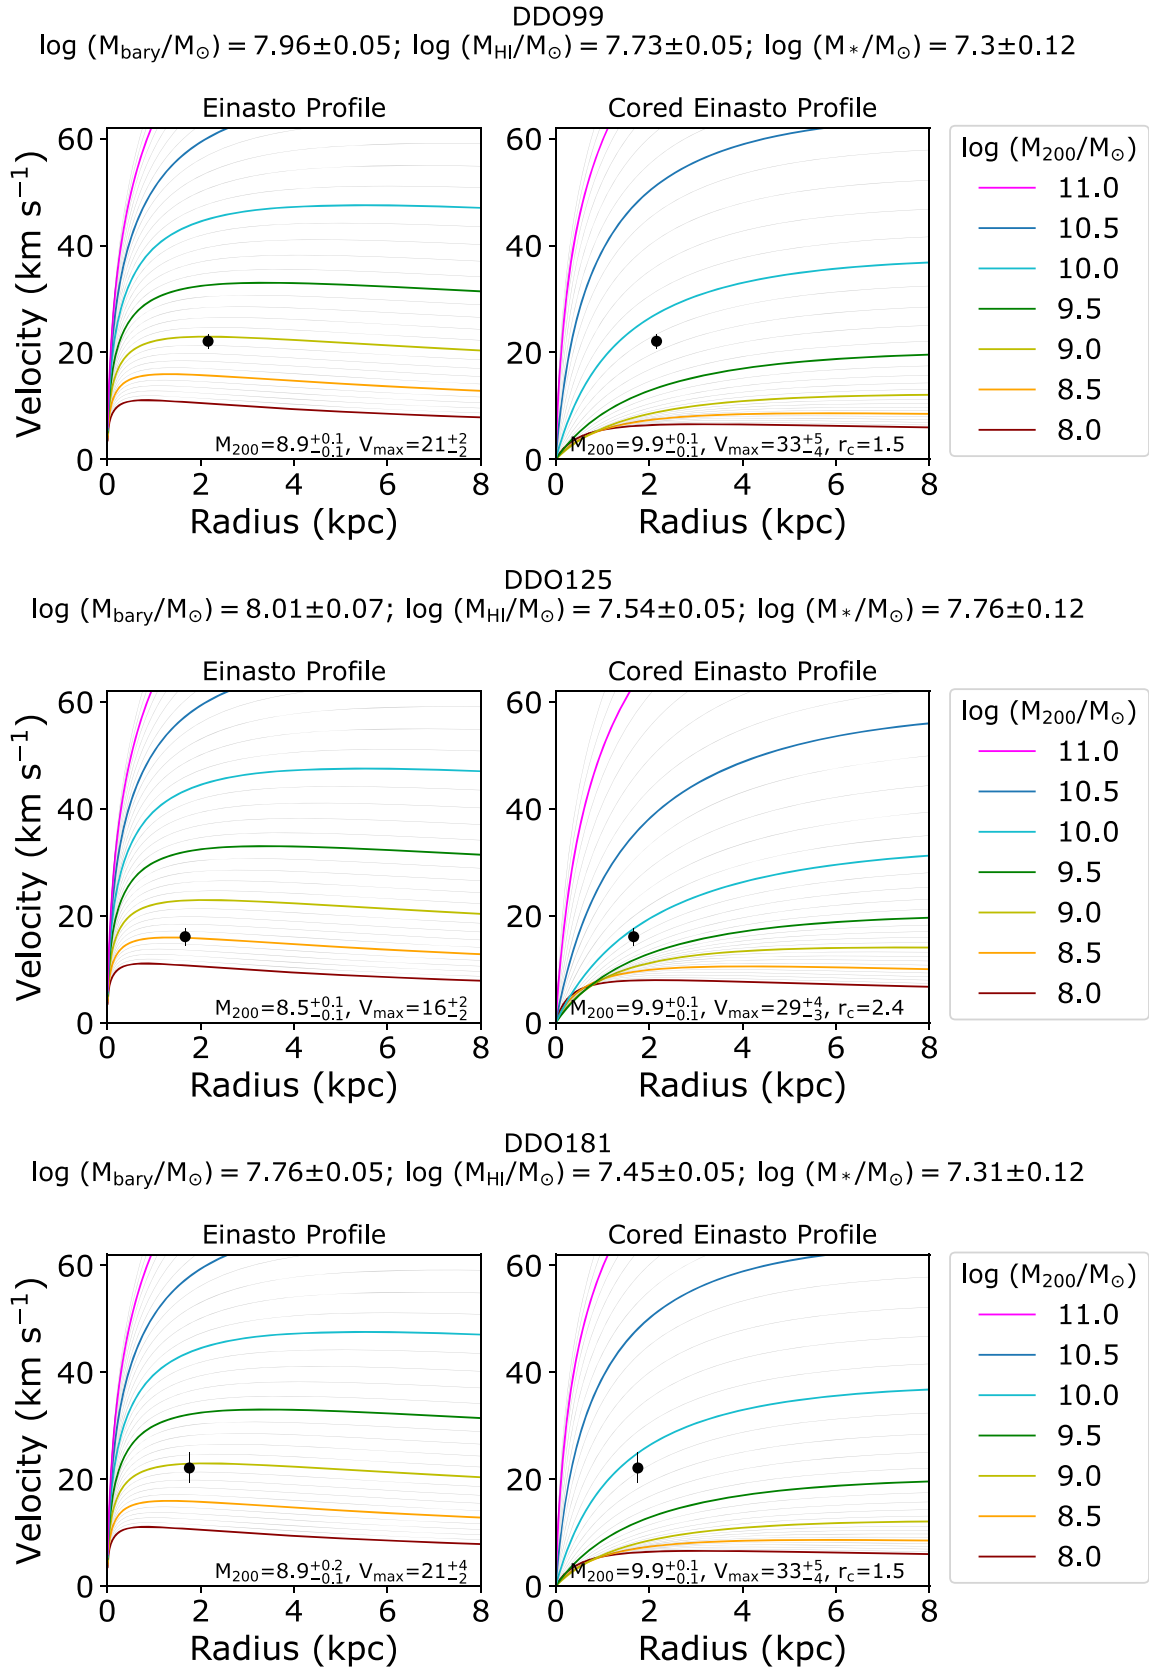 DDO99
log (M_bary/M_⊙) = 7.96±0.05; log (M_HI/M_⊙) = 7.73±0.05; log (M_*/M_⊙) = 7.3±0.12
Einasto Profile
Cored Einasto Profile
Velocity (km s⁻¹)
60
40
20
0
M_200=8.9^{+0.1}_{−0.1}, V_max=21^{+2}_{−2}
0 2 4 6 8
Radius (kpc)
M_200=9.9^{+0.1}_{−0.1}, V_max=33^{+5}_{−4}, r_c=1.5
0 2 4 6 8
Radius (kpc)
log (M_200/M_⊙)
11.0
10.5
10.0
9.5
9.0
8.5
8.0
DDO125
log (M_bary/M_⊙) = 8.01±0.07; log (M_HI/M_⊙) = 7.54±0.05; log (M_*/M_⊙) = 7.76±0.12
Einasto Profile
Cored Einasto Profile
Velocity (km s⁻¹)
60
40
20
0
M_200=8.5^{+0.1}_{−0.1}, V_max=16^{+2}_{−2}
0 2 4 6 8
Radius (kpc)
M_200=9.9^{+0.1}_{−0.1}, V_max=29^{+4}_{−3}, r_c=2.4
0 2 4 6 8
Radius (kpc)
log (M_200/M_⊙)
11.0
10.5
10.0
9.5
9.0
8.5
8.0
DDO181
log (M_bary/M_⊙) = 7.76±0.05; log (M_HI/M_⊙) = 7.45±0.05; log (M_*/M_⊙) = 7.31±0.12
Einasto Profile
Cored Einasto Profile
Velocity (km s⁻¹)
60
40
20
0
M_200=8.9^{+0.2}_{−0.1}, V_max=21^{+4}_{−2}
0 2 4 6 8
Radius (kpc)
M_200=9.9^{+0.1}_{−0.1}, V_max=33^{+5}_{−4}, r_c=1.5
0 2 4 6 8
Radius (kpc)
log (M_200/M_⊙)
11.0
10.5
10.0
9.5
9.0
8.5
8.0